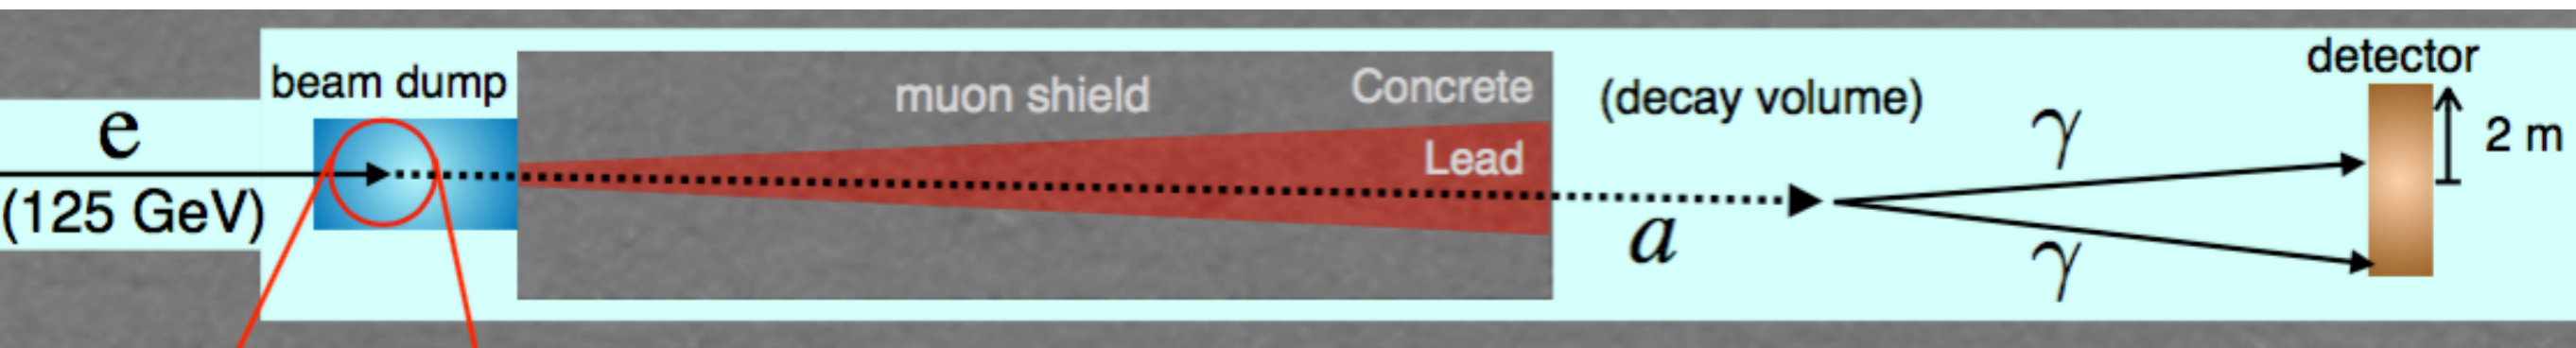 e
(125 GeV)
beam dump
muon shield
Concrete
Lead
(decay volume)
a
γ
γ
detector
2 m